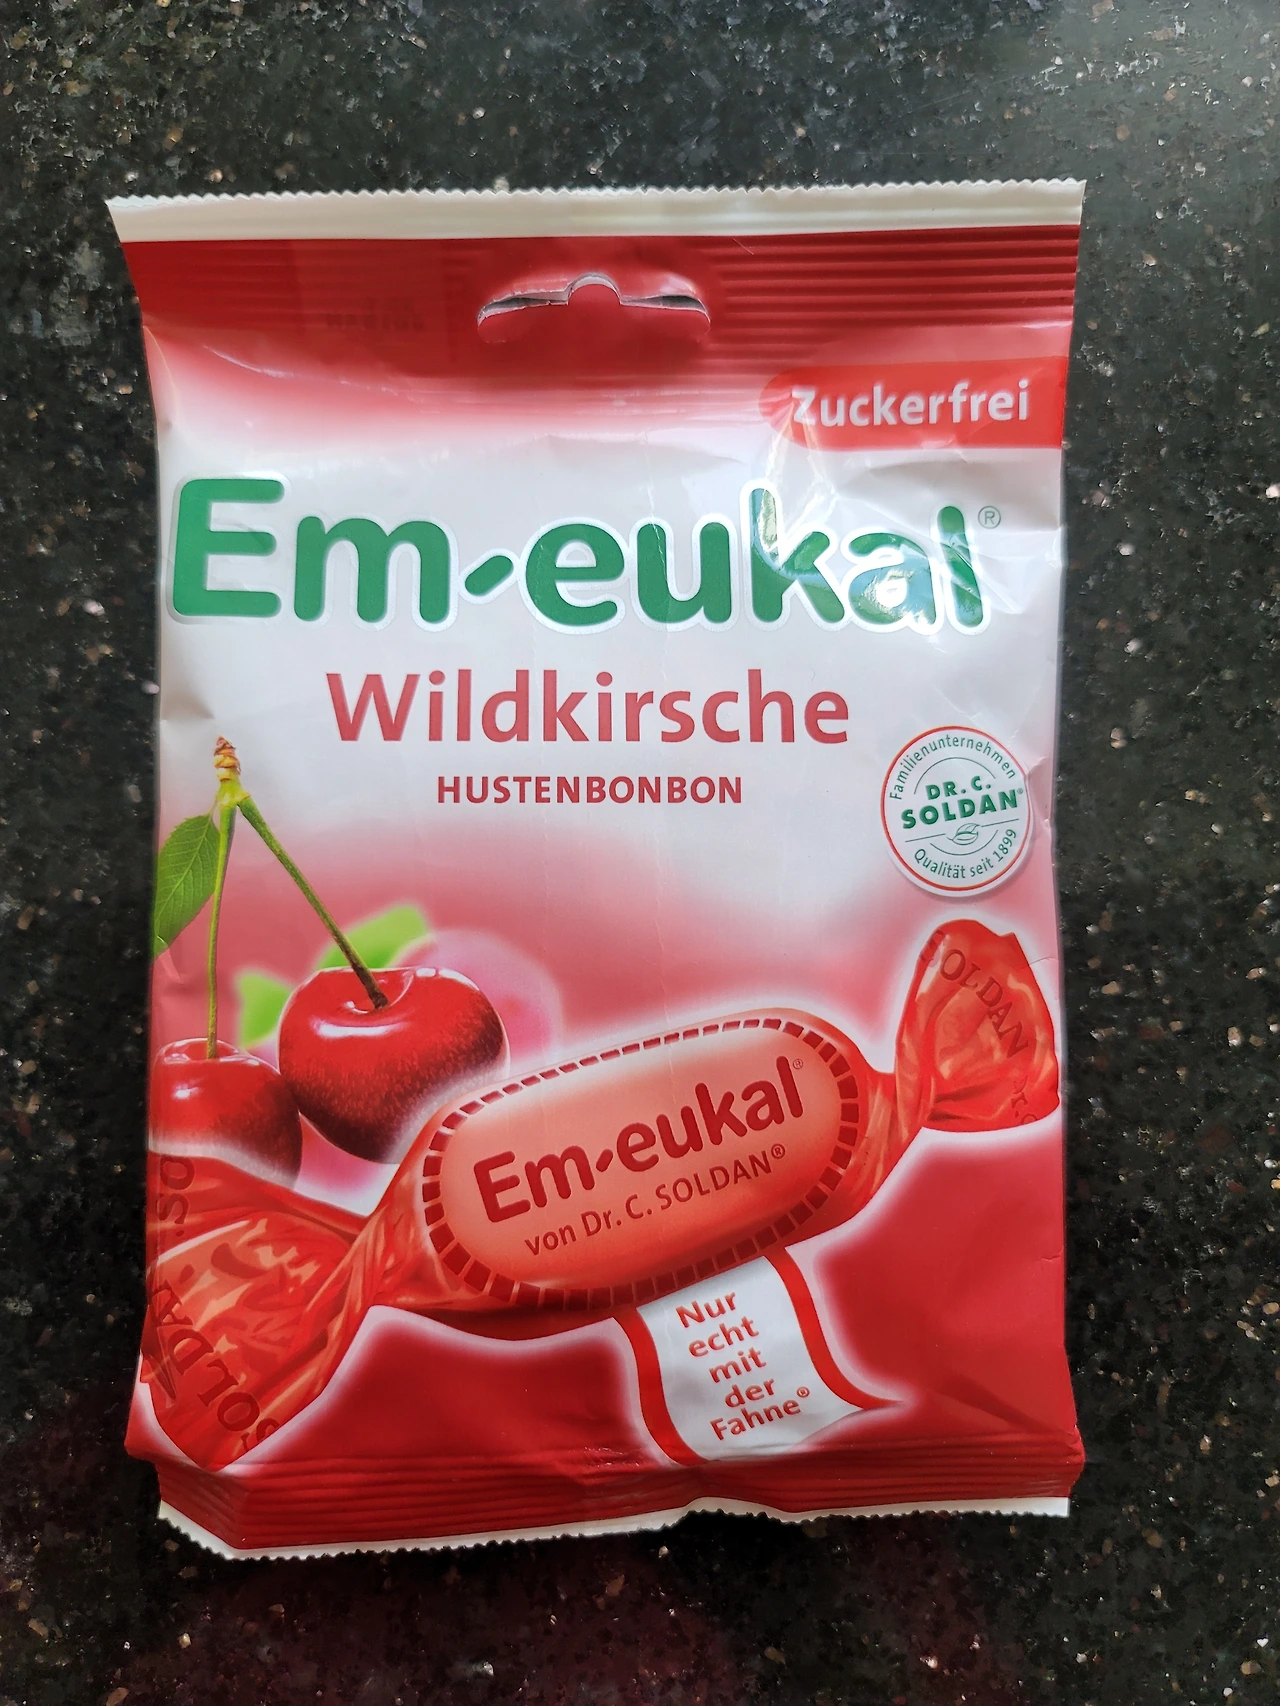 Zuckerfrei
Em-eukal®
Wildkirsche
HUSTENBONBON
Familienunternehmen
DR. C.
SOLDAN®
Qualität seit 1899
SOLDAN
Em-eukal®
von Dr. C. SOLDAN®
SOLDAN
Nur
echt
mit
der
Fahne®